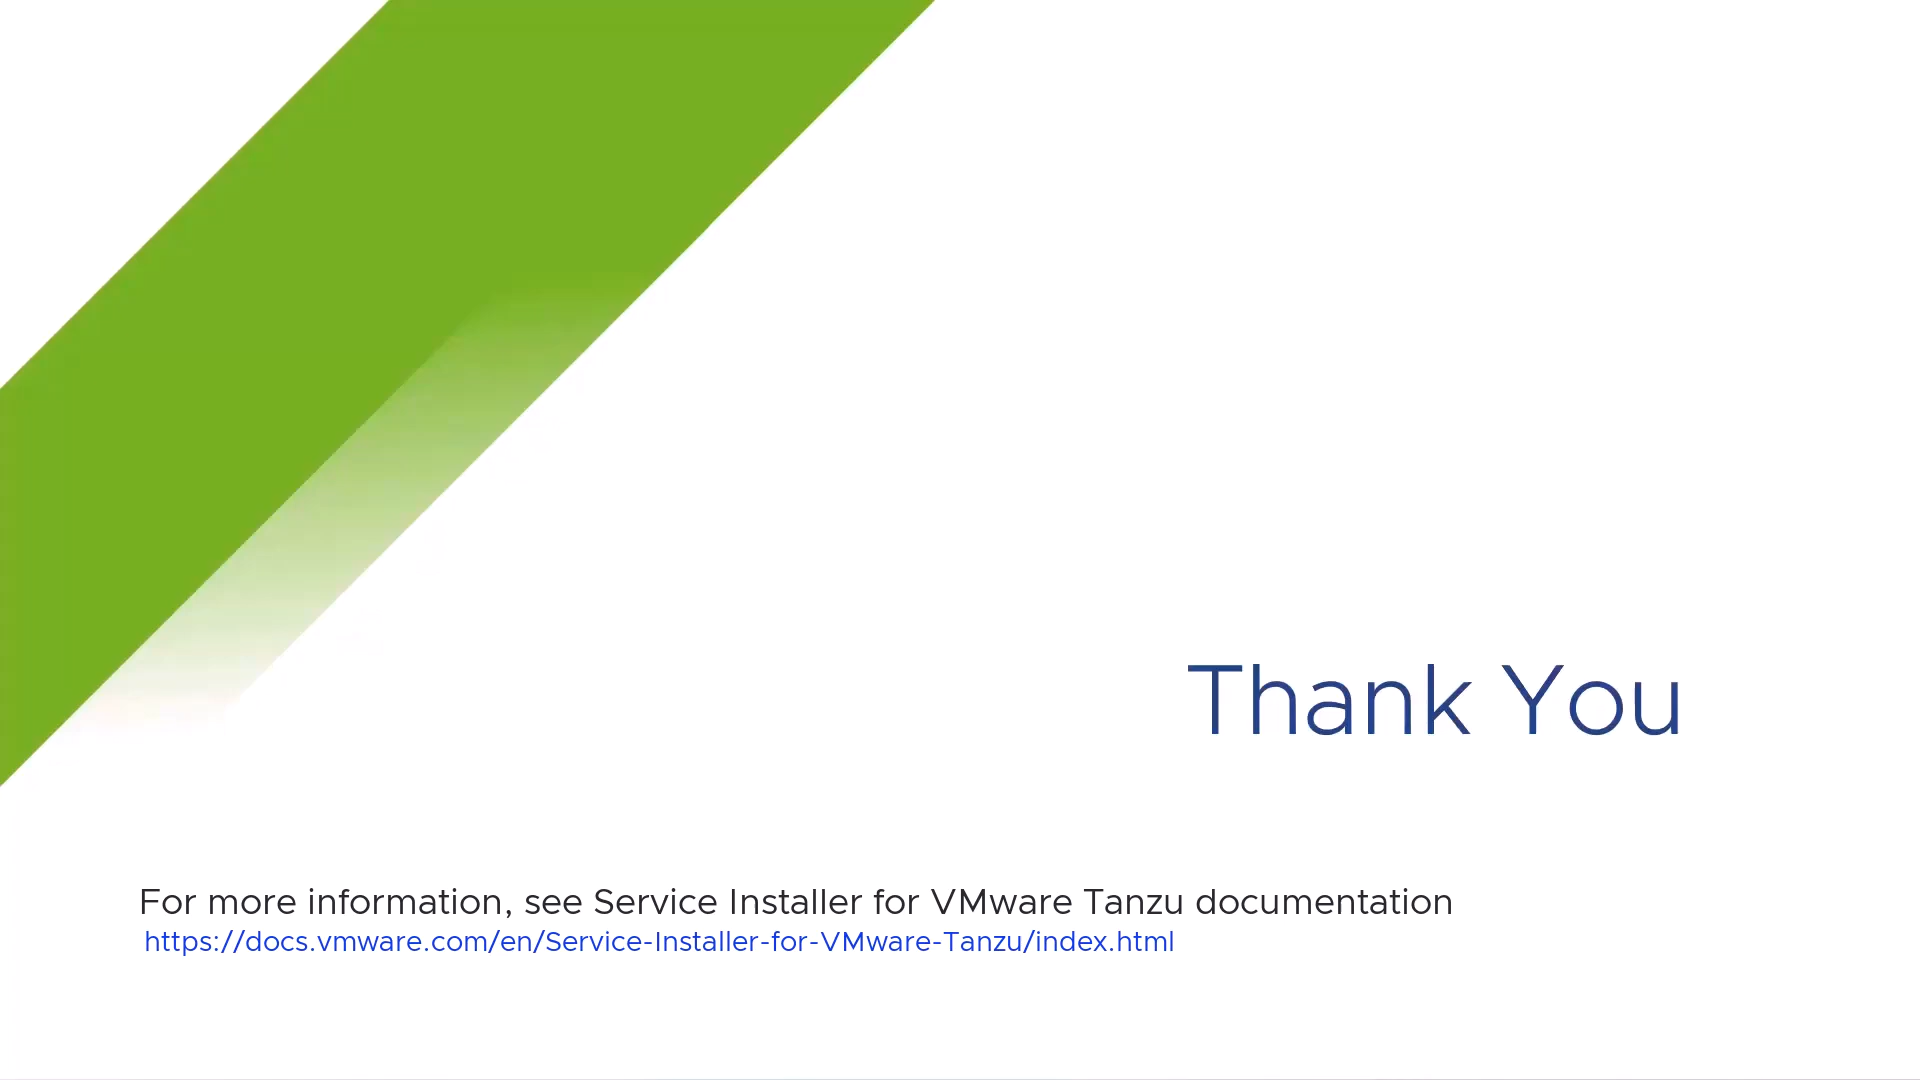 Thank You
For more information, see Service Installer for VMware Tanzu documentation
https://docs.vmware.com/en/Service-Installer-for-VMware-Tanzu/index.html